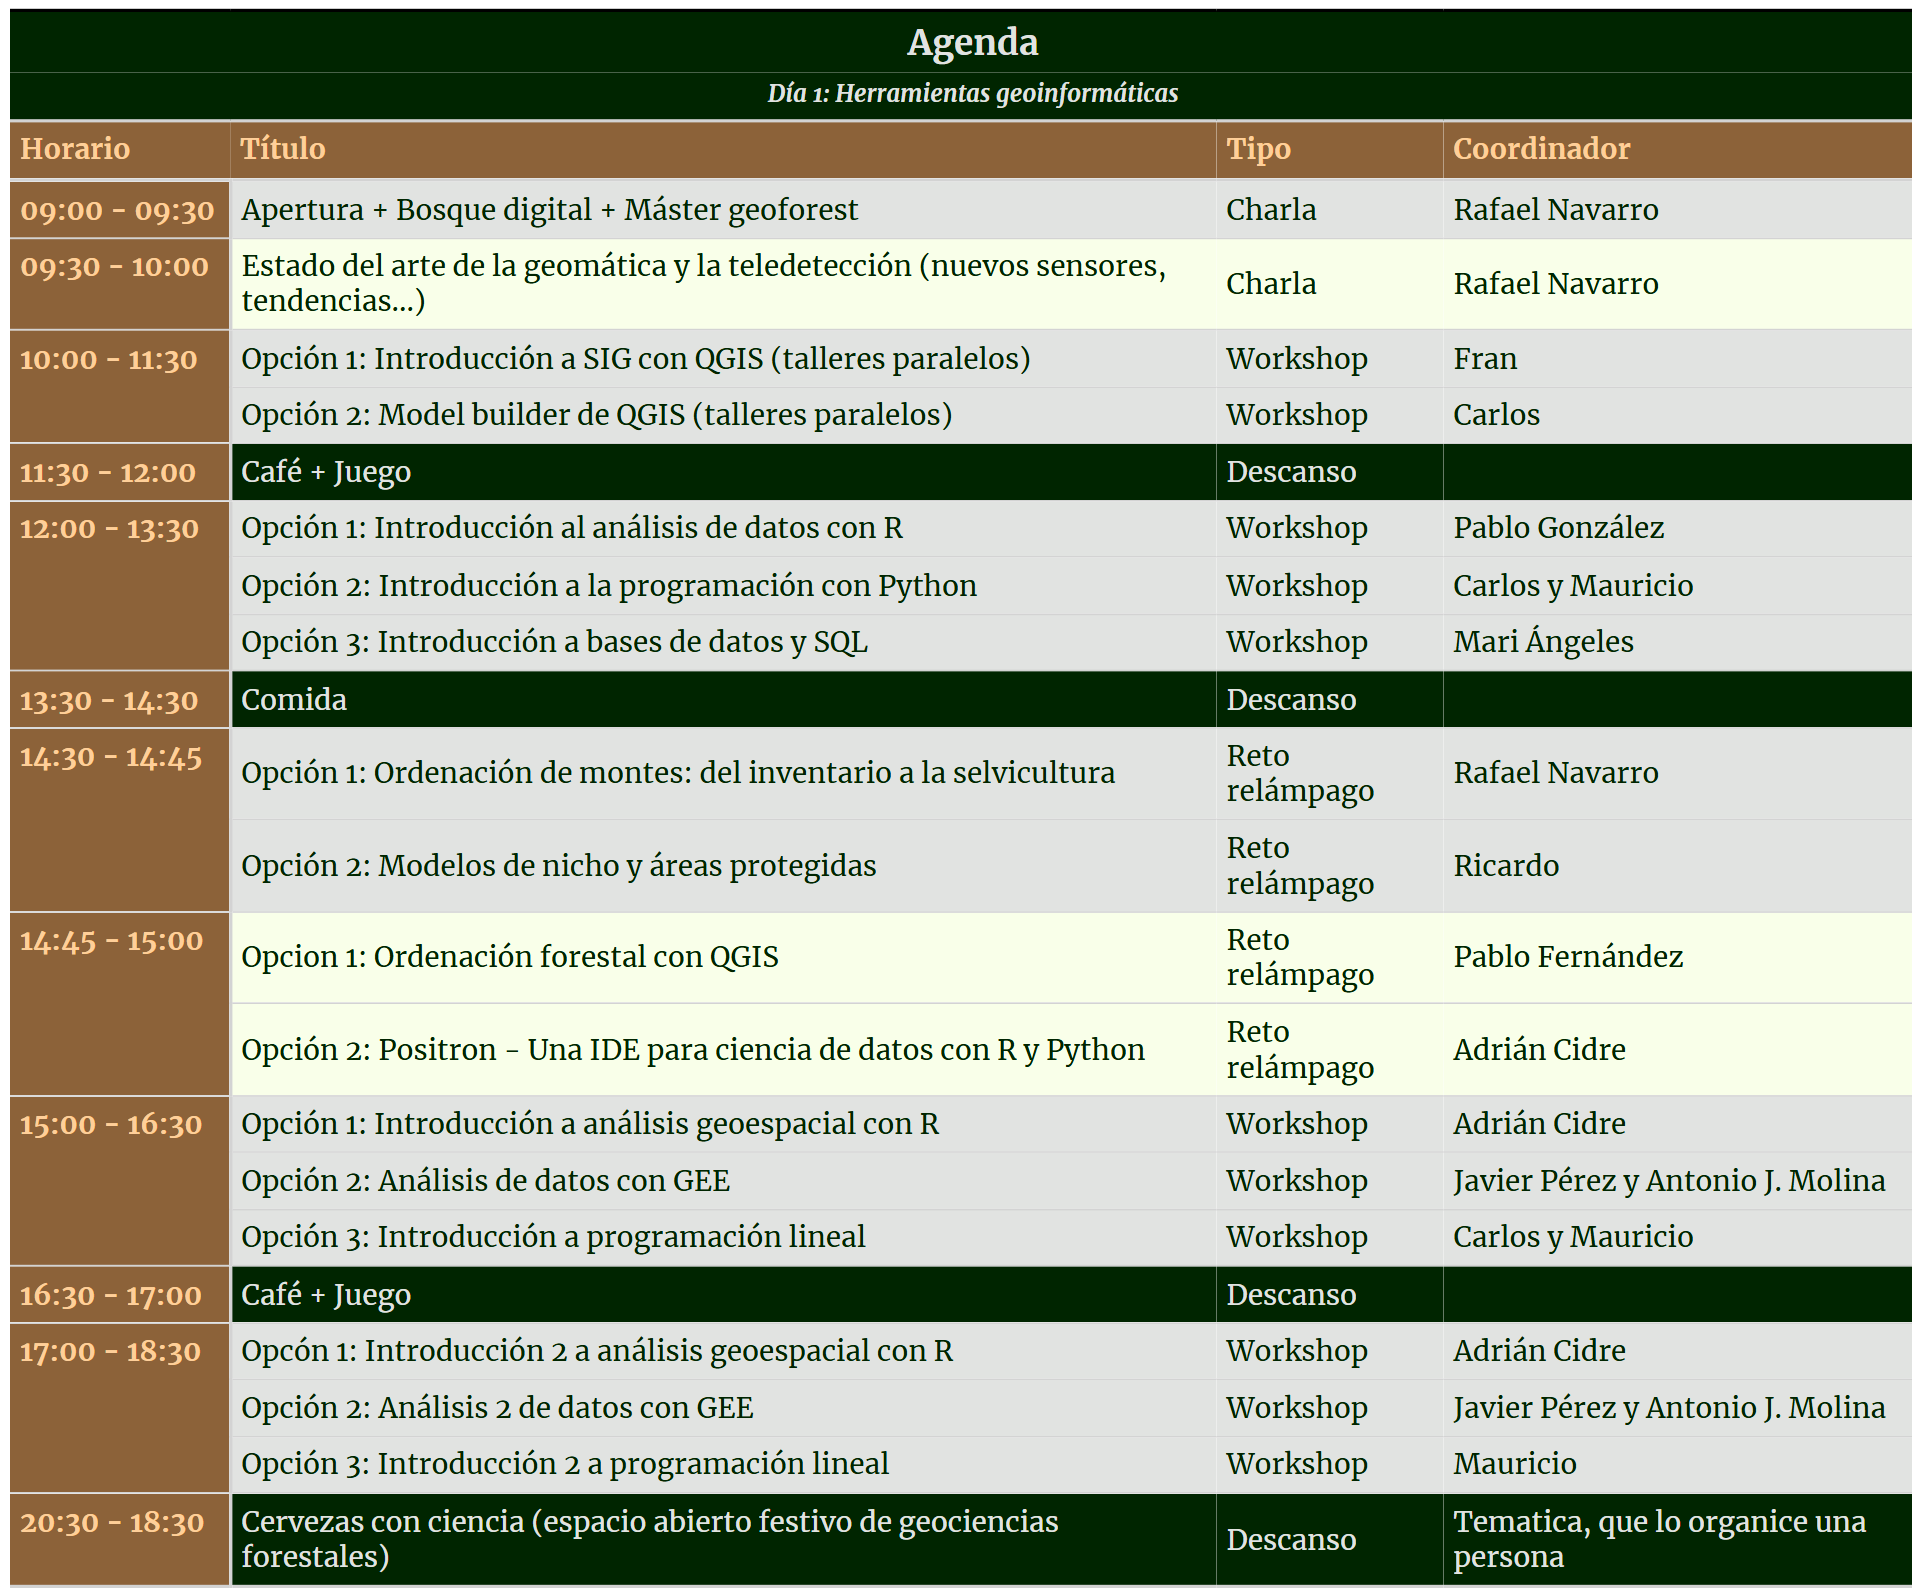 Agenda
Día 1: Herramientas geoinformáticas
Horario Título Tipo Coordinador
09:00 - 09:30 Apertura + Bosque digital + Máster geoforest Charla Rafael Navarro
09:30 - 10:00 Estado del arte de la geomática y la teledetección (nuevos sensores,
tendencias...) Charla Rafael Navarro
10:00 - 11:30 Opción 1: Introducción a SIG con QGIS (talleres paralelos) Workshop Fran
Opción 2: Model builder de QGIS (talleres paralelos) Workshop Carlos
11:30 - 12:00 Café + Juego Descanso
12:00 - 13:30 Opción 1: Introducción al análisis de datos con R Workshop Pablo González
Opción 2: Introducción a la programación con Python Workshop Carlos y Mauricio
Opción 3: Introducción a bases de datos y SQL Workshop Mari Ángeles
13:30 - 14:30 Comida Descanso
14:30 - 14:45 Opción 1: Ordenación de montes: del inventario a la selvicultura Reto
relámpago Rafael Navarro
Opción 2: Modelos de nicho y áreas protegidas Reto
relámpago Ricardo
14:45 - 15:00 Opcion 1: Ordenación forestal con QGIS Reto
relámpago Pablo Fernández
Opción 2: Positron - Una IDE para ciencia de datos con R y Python Reto
relámpago Adrián Cidre
15:00 - 16:30 Opción 1: Introducción a análisis geoespacial con R Workshop Adrián Cidre
Opción 2: Análisis de datos con GEE Workshop Javier Pérez y Antonio J. Molina
Opción 3: Introducción a programación lineal Workshop Carlos y Mauricio
16:30 - 17:00 Café + Juego Descanso
17:00 - 18:30 Opcón 1: Introducción 2 a análisis geoespacial con R Workshop Adrián Cidre
Opción 2: Análisis 2 de datos con GEE Workshop Javier Pérez y Antonio J. Molina
Opción 3: Introducción 2 a programación lineal Workshop Mauricio
20:30 - 18:30 Cervezas con ciencia (espacio abierto festivo de geociencias
forestales) Descanso Tematica, que lo organice una
persona